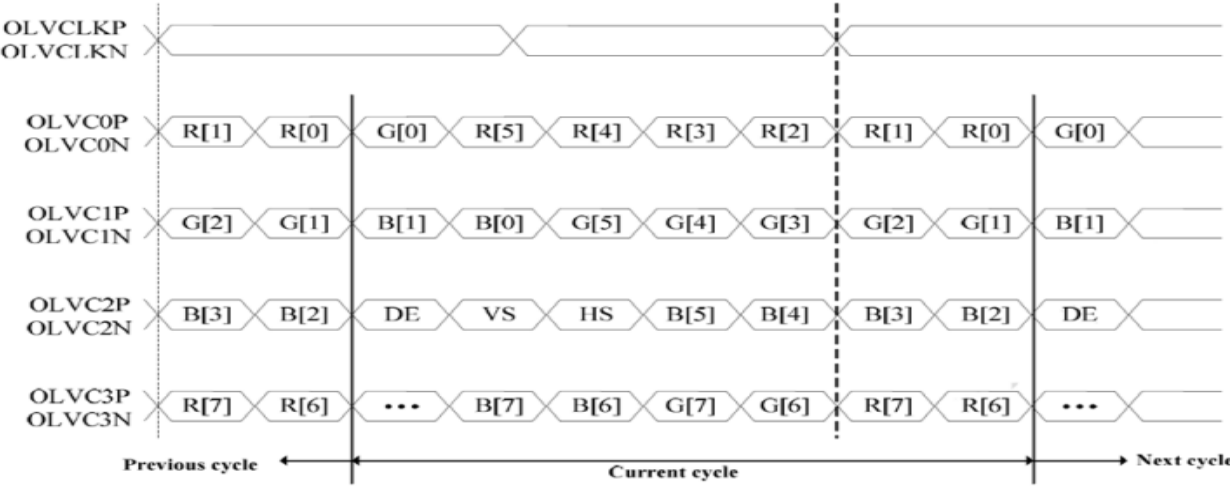 OLVCLKP
OLVCLKN
OLVC0P
OLVC0N
R[1] R[0] G[0] R[5] R[4] R[3] R[2] R[1] R[0] G[0]
OLVC1P
OLVC1N
G[2] G[1] B[1] B[0] G[5] G[4] G[3] G[2] G[1] B[1]
OLVC2P
OLVC2N
B[3] B[2] DE VS HS B[5] B[4] B[3] B[2] DE
OLVC3P
OLVC3N
R[7] R[6] ••• B[7] B[6] G[7] G[6] R[7] R[6] •••
Previous cycle Current cycle Next cycle